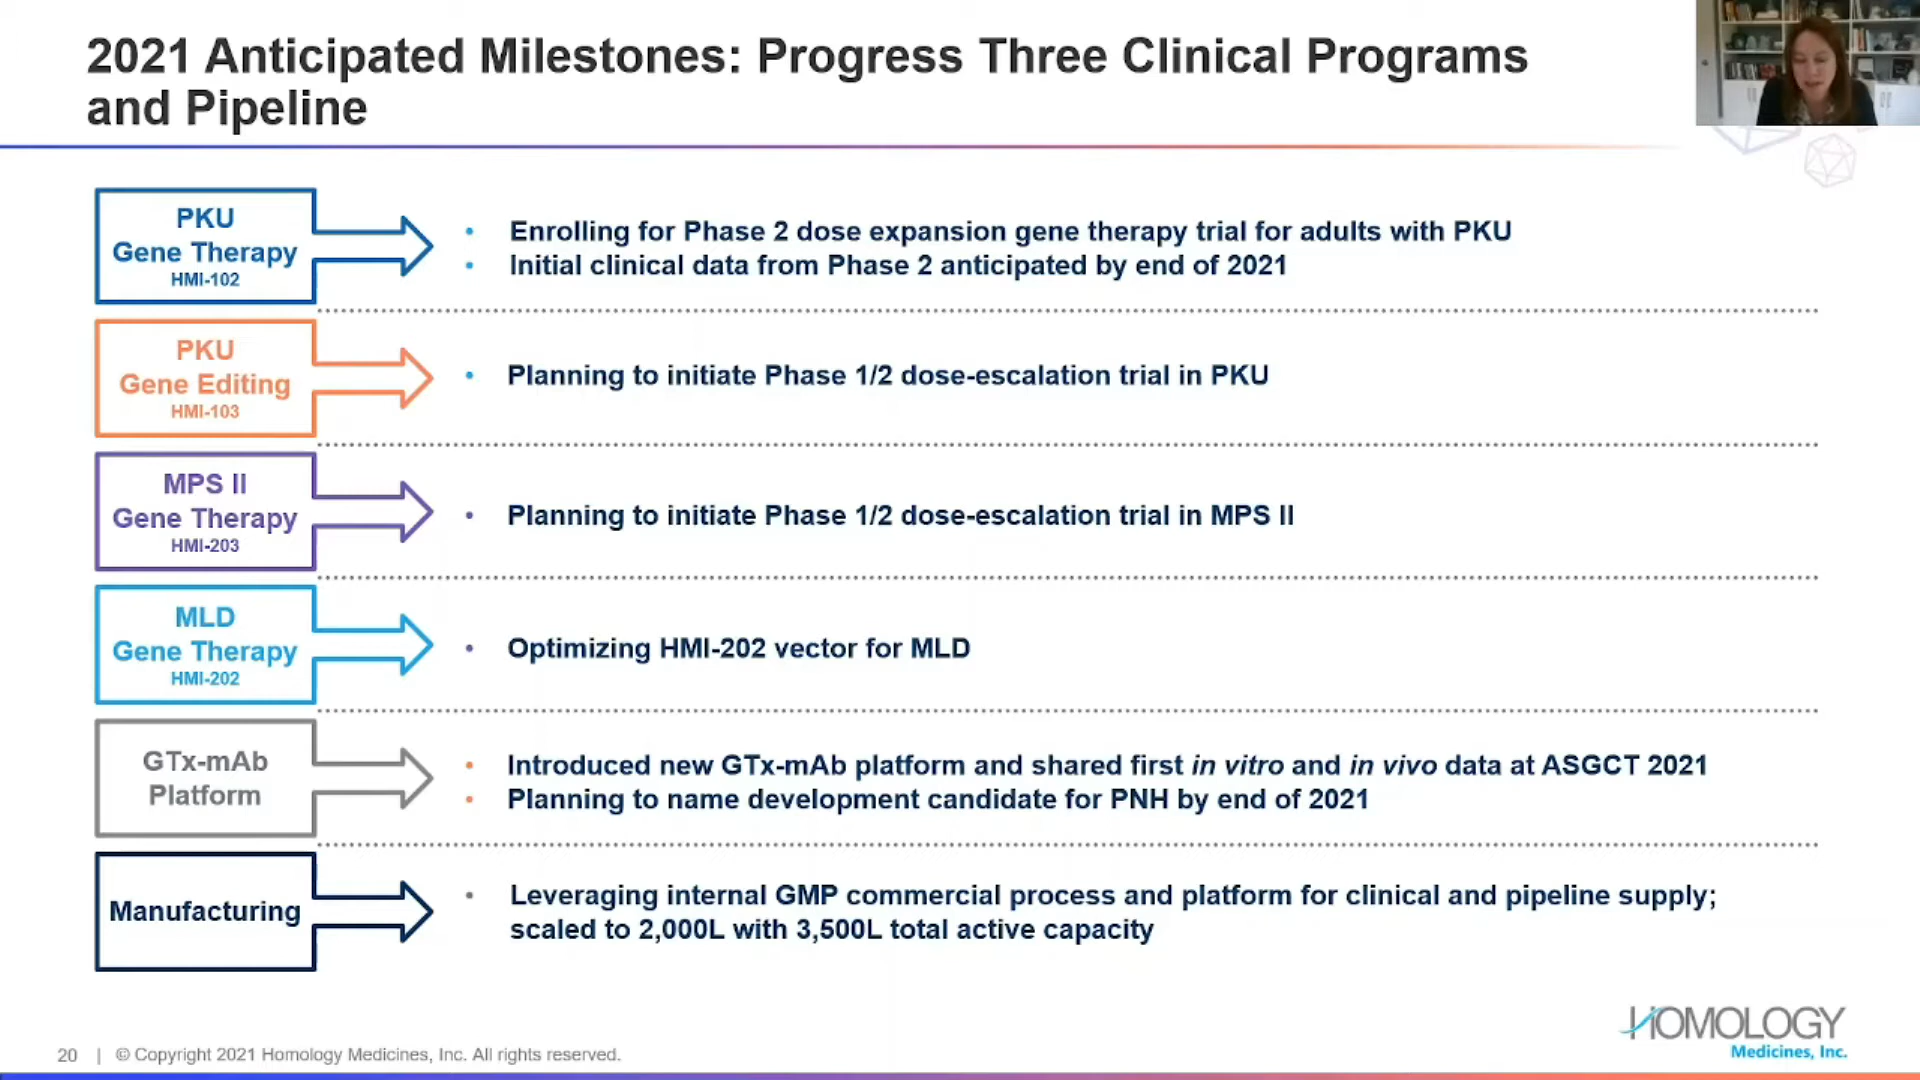 2021 Anticipated Milestones: Progress Three Clinical Programs
and Pipeline
PKU
Gene Therapy
HMI-102
• Enrolling for Phase 2 dose expansion gene therapy trial for adults with PKU
• Initial clinical data from Phase 2 anticipated by end of 2021
PKU
Gene Editing
HMI-103
• Planning to initiate Phase 1/2 dose-escalation trial in PKU
MPS II
Gene Therapy
HMI-203
• Planning to initiate Phase 1/2 dose-escalation trial in MPS II
MLD
Gene Therapy
HMI-202
• Optimizing HMI-202 vector for MLD
GTx-mAb
Platform
• Introduced new GTx-mAb platform and shared first in vitro and in vivo data at ASGCT 2021
• Planning to name development candidate for PNH by end of 2021
Manufacturing
• Leveraging internal GMP commercial process and platform for clinical and pipeline supply;
scaled to 2,000L with 3,500L total active capacity
HOMOLOGY
Medicines, Inc.
20 | © Copyright 2021 Homology Medicines, Inc. All rights reserved.